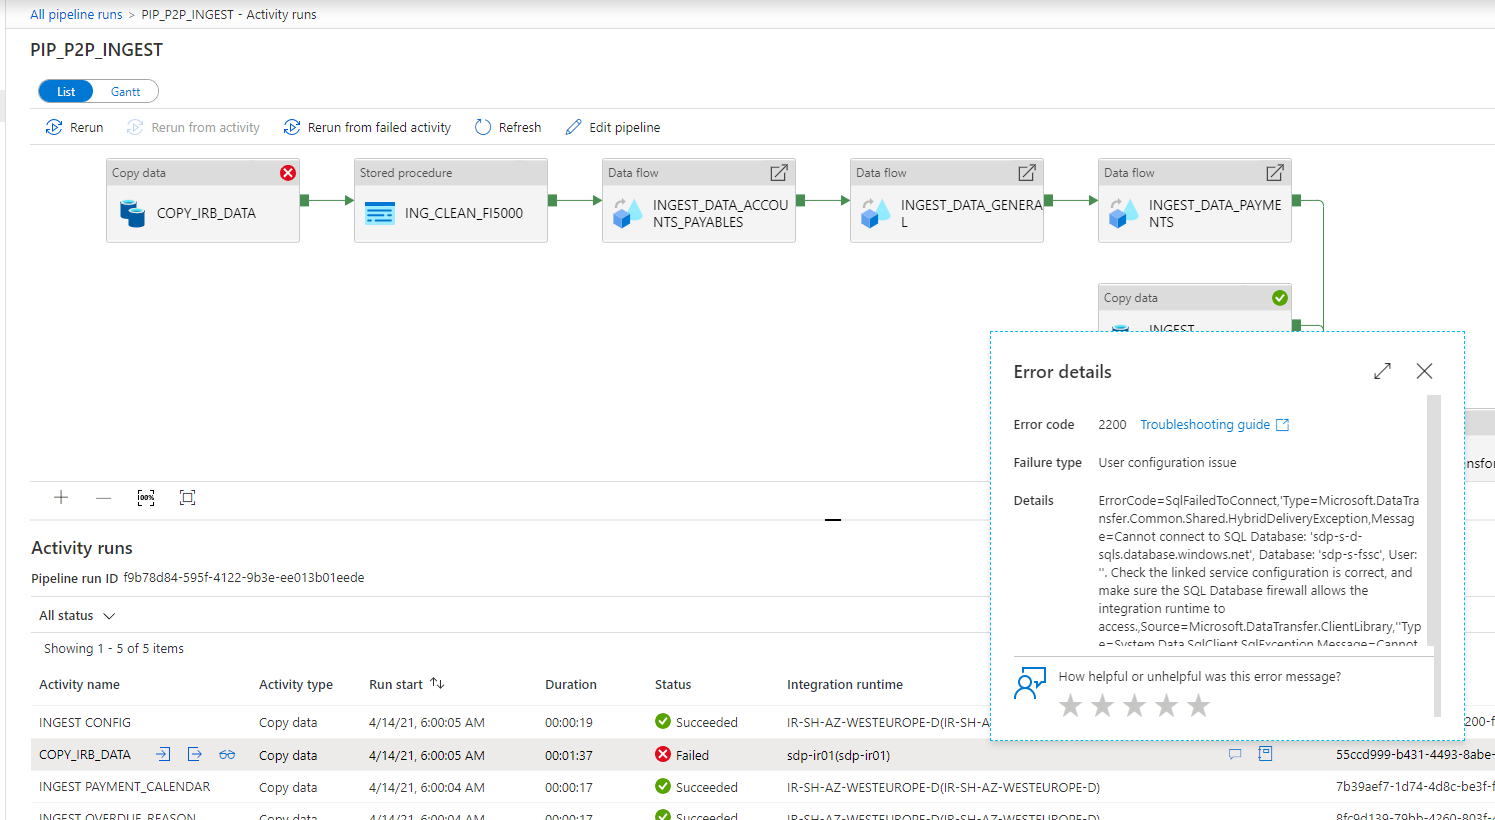 All pipeline runs > PIP_P2P_INGEST - Activity runs
PIP_P2P_INGEST
List Gantt
Rerun Rerun from activity Rerun from failed activity Refresh Edit pipeline
Copy data Stored procedure Data flow Data flow Data flow
COPY_IRB_DATA ING_CLEAN_FI5000
INGEST_DATA_ACCOU
NTS_PAYABLES
INGEST_DATA_GENERA
L
INGEST_DATA_PAYME
NTS
Copy data
INGEST
Error details
Error code 2200 Troubleshooting guide
Failure type User configuration issue
Details
ErrorCode=SqlFailedToConnect,'Type=Microsoft.DataTra
nsfer.Common.Shared.HybridDeliveryException,Messag
e=Cannot connect to SQL Database: 'sdp-s-d-
sqls.database.windows.net', Database: 'sdp-s-fssc', User:
''. Check the linked service configuration is correct, and
make sure the SQL Database firewall allows the
integration runtime to
access.,Source=Microsoft.DataTransfer.ClientLibrary,''Typ
e=System.Data.SqlClient.SqlException,Message=Cannot
How helpful or unhelpful was this error message?
nsfor
100%
Activity runs
Pipeline run ID f9b78d84-595f-4122-9b3e-ee013b01eede
All status
Showing 1 - 5 of 5 items
Activity name Activity type Run start Duration Status Integration runtime
INGEST CONFIG Copy data 4/14/21, 6:00:05 AM 00:00:19 Succeeded IR-SH-AZ-WESTEUROPE-D(IR-SH-A 200-f
COPY_IRB_DATA Copy data 4/14/21, 6:00:05 AM 00:01:37 Failed sdp-ir01(sdp-ir01) 55ccd999-b431-4493-8abe-
INGEST PAYMENT_CALENDAR Copy data 4/14/21, 6:00:04 AM 00:00:17 Succeeded IR-SH-AZ-WESTEUROPE-D(IR-SH-AZ-WESTEUROPE-D) 7b39aef7-1d74-4d8c-be3f-f
INGEST OVERDUE_REASON Copy data 4/14/21, 6:00:04 AM 00:00:17 Succeeded IR-SH-AZ-WESTEUROPE-D(IR-SH-AZ-WESTEUROPE-D) 8fc9d139-79bb-4260-803f-